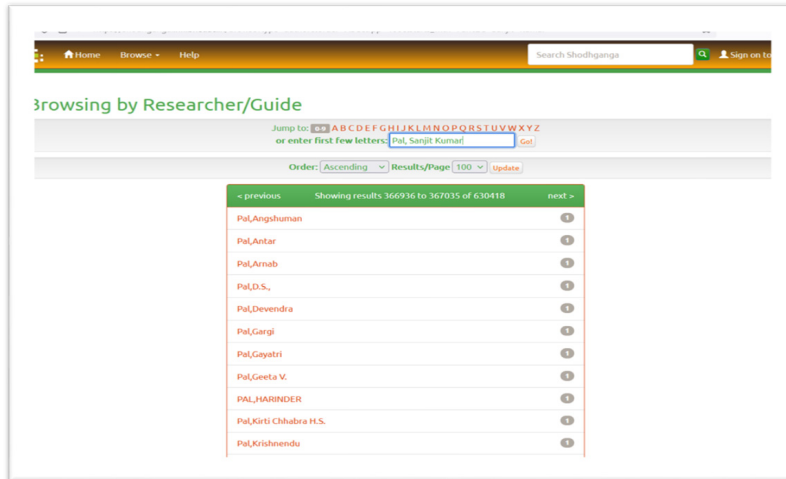 Home Browse Help Search Shodhganga Sign on to
Browsing by Researcher/Guide
Jump to: 0-9 A B C D E F G H I J K L M N O P Q R S T U V W X Y Z
or enter first few letters: Pal, Sanjit Kumar Go!
Order: Ascending Results/Page 100 Update
< previous Showing results 366936 to 367035 of 630418 next >
Pal,Angshuman 1
Pal,Antar 1
Pal,Arnab 1
Pal,D.S., 1
Pal,Devendra 1
Pal,Gargi 1
Pal,Gayatri 1
Pal,Geeta V. 1
PAL,HARINDER 1
Pal,Kirti Chhabra H.S. 1
Pal,Krishnendu 1